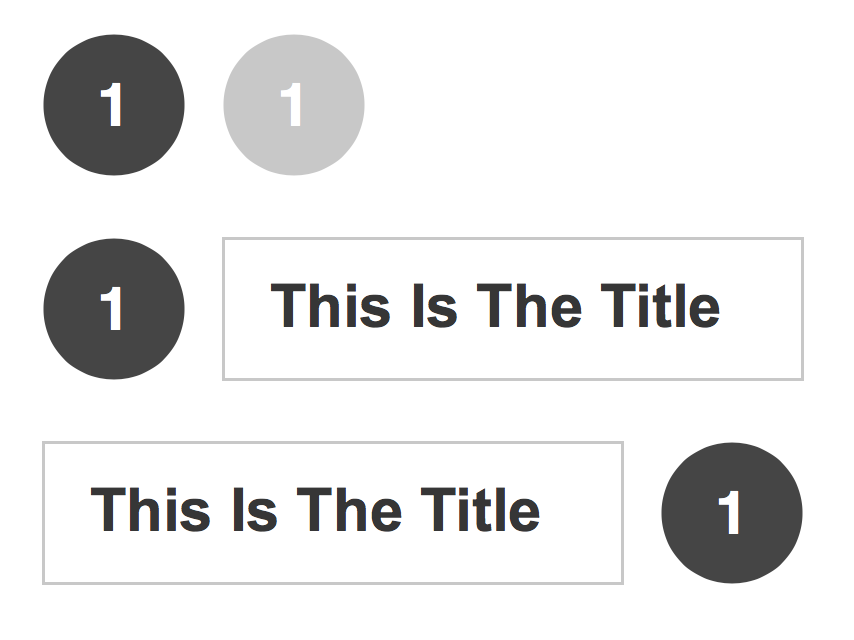 1 1
1 This Is The Title
This Is The Title 1